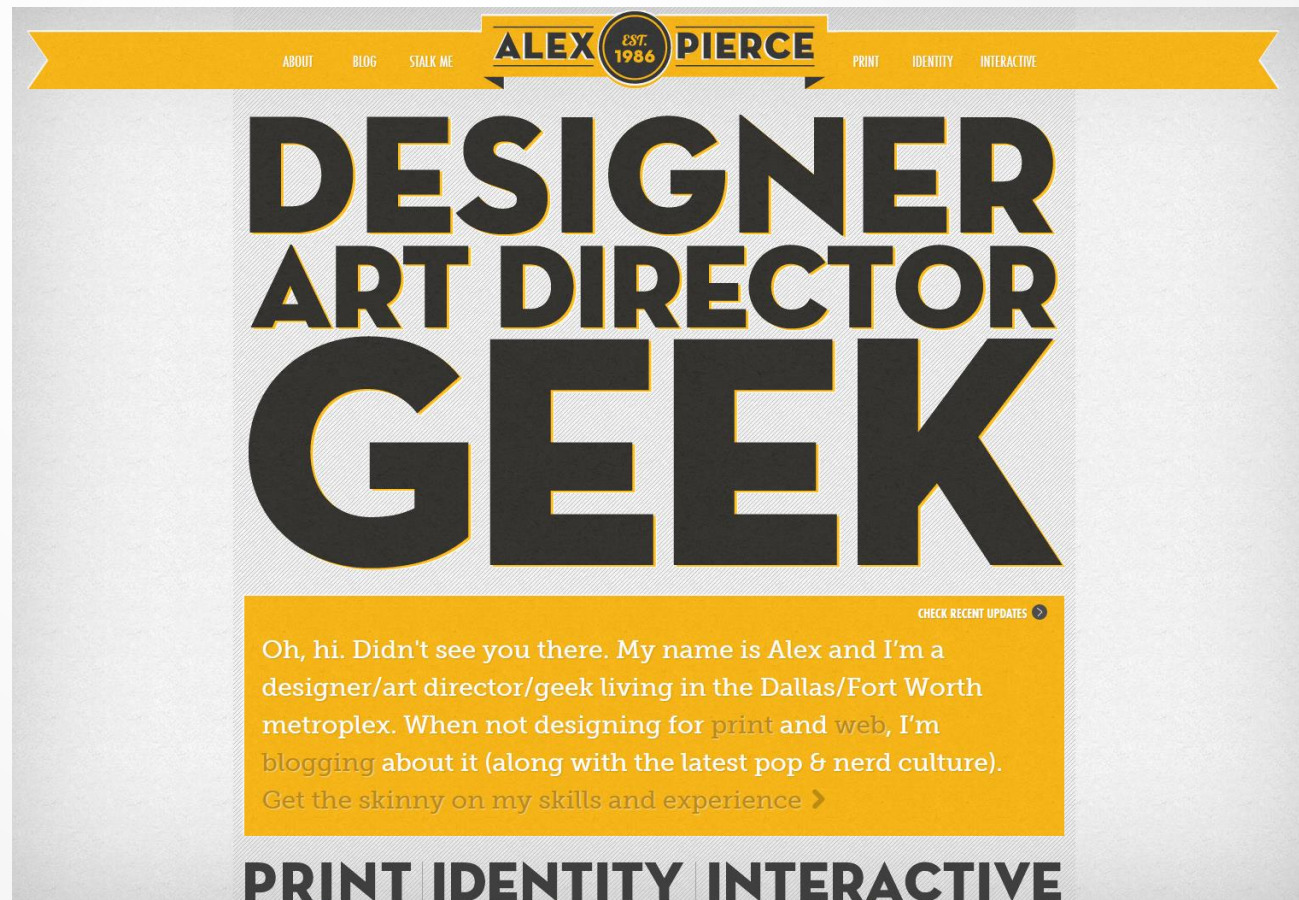 ABOUT BLOG STALK ME ALEX EST. 1986 PIERCE PRINT IDENTITY INTERACTIVE
DESIGNER
ART DIRECTOR
GEEK
CHECK RECENT UPDATES
Oh, hi. Didn't see you there. My name is Alex and I’m a
designer/art director/geek living in the Dallas/Fort Worth
metroplex. When not designing for print and web, I’m
blogging about it (along with the latest pop & nerd culture).
Get the skinny on my skills and experience
PRINT IDENTITY INTERACTIVE